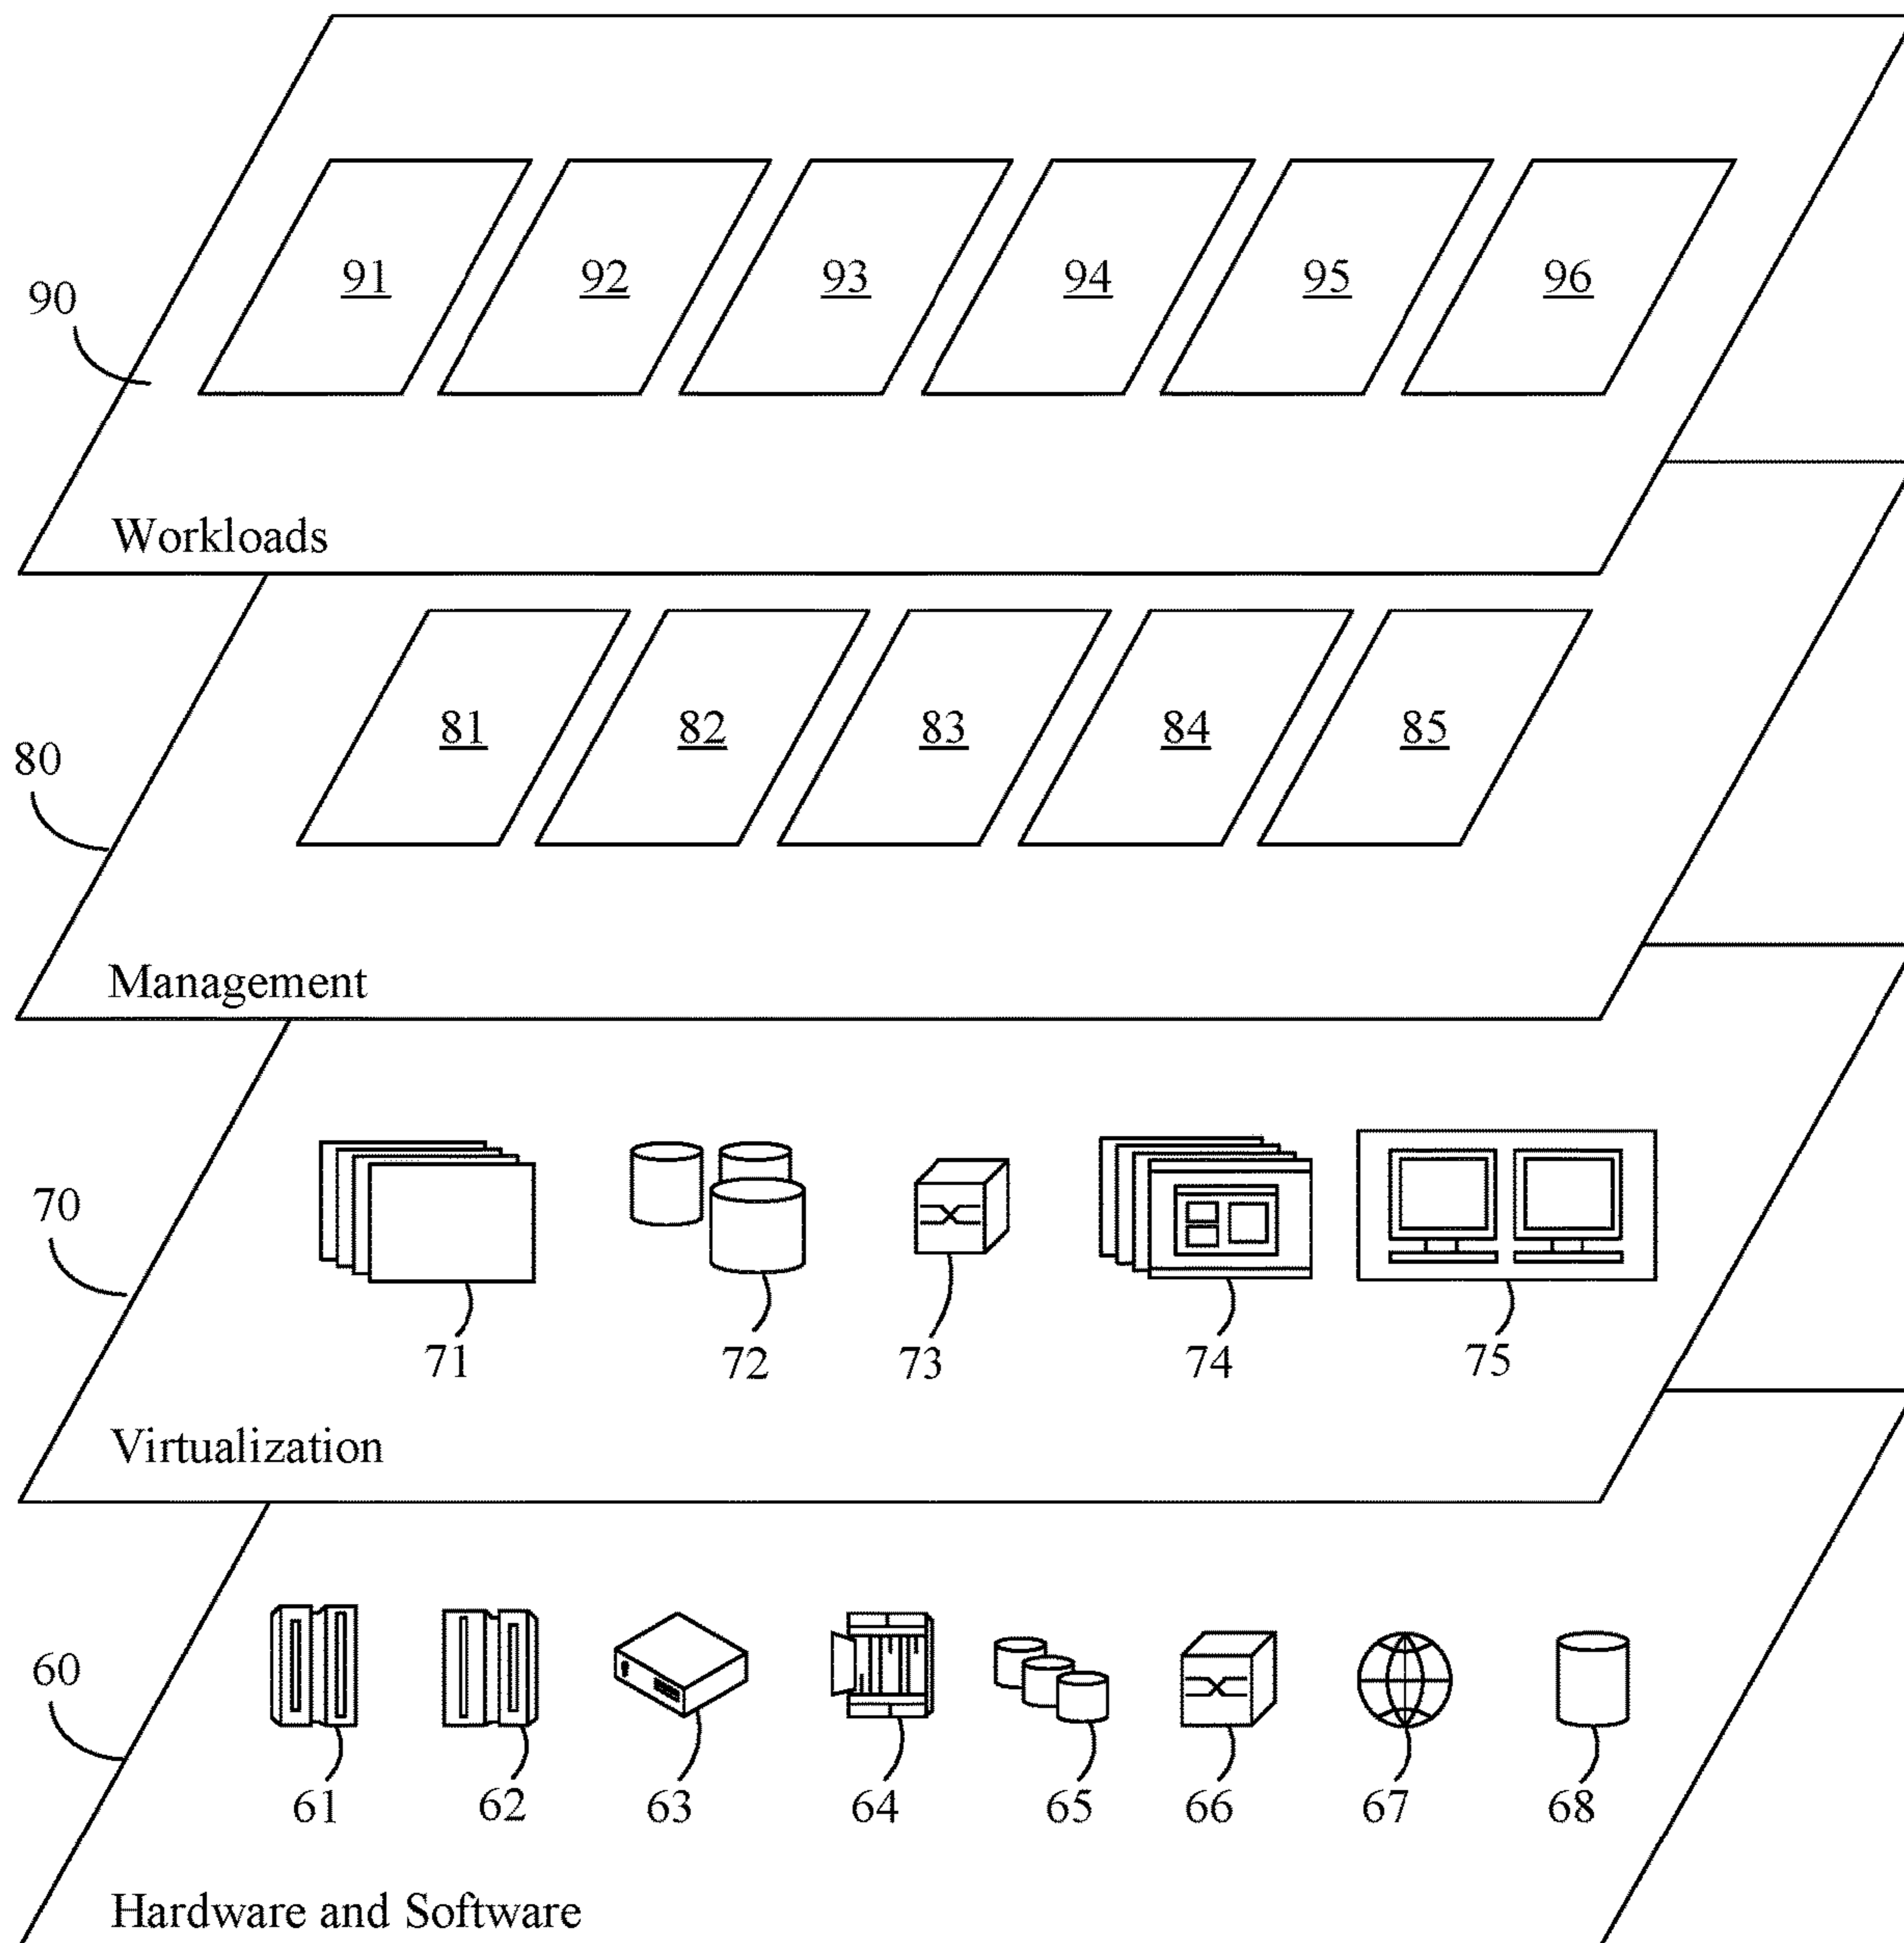 91 92 93 94 95 96
90
Workloads
81 82 83 84 85
80
Management
70
71 72 73 74 75
Virtualization
60
61 62 63 64 65 66 67 68
Hardware and Software